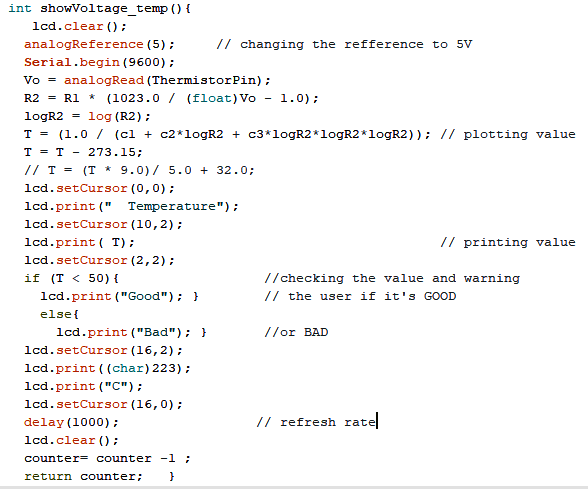 int showVoltage_temp(){
lcd.clear();
analogReference(5);     // changing the refference to 5V
Serial.begin(9600);
Vo = analogRead(ThermistorPin);
R2 = R1 * (1023.0 / (float)Vo - 1.0);
logR2 = log(R2);
T = (1.0 / (c1 + c2*logR2 + c3*logR2*logR2*logR2)); // plotting value
T = T - 273.15;
// T = (T * 9.0)/ 5.0 + 32.0;
lcd.setCursor(0,0);
lcd.print("  Temperature");
lcd.setCursor(10,2);
lcd.print( T);                                       // printing value
lcd.setCursor(2,2);
if (T < 50){                  //checking the value and warning
lcd.print("Good"); }        // the user if it's GOOD
else{
lcd.print("Bad"); }       //or BAD
lcd.setCursor(16,2);
lcd.print((char)223);
lcd.print("C");
lcd.setCursor(16,0);
delay(1000);                 // refresh rate
lcd.clear();
counter= counter -1 ;
return counter;   }